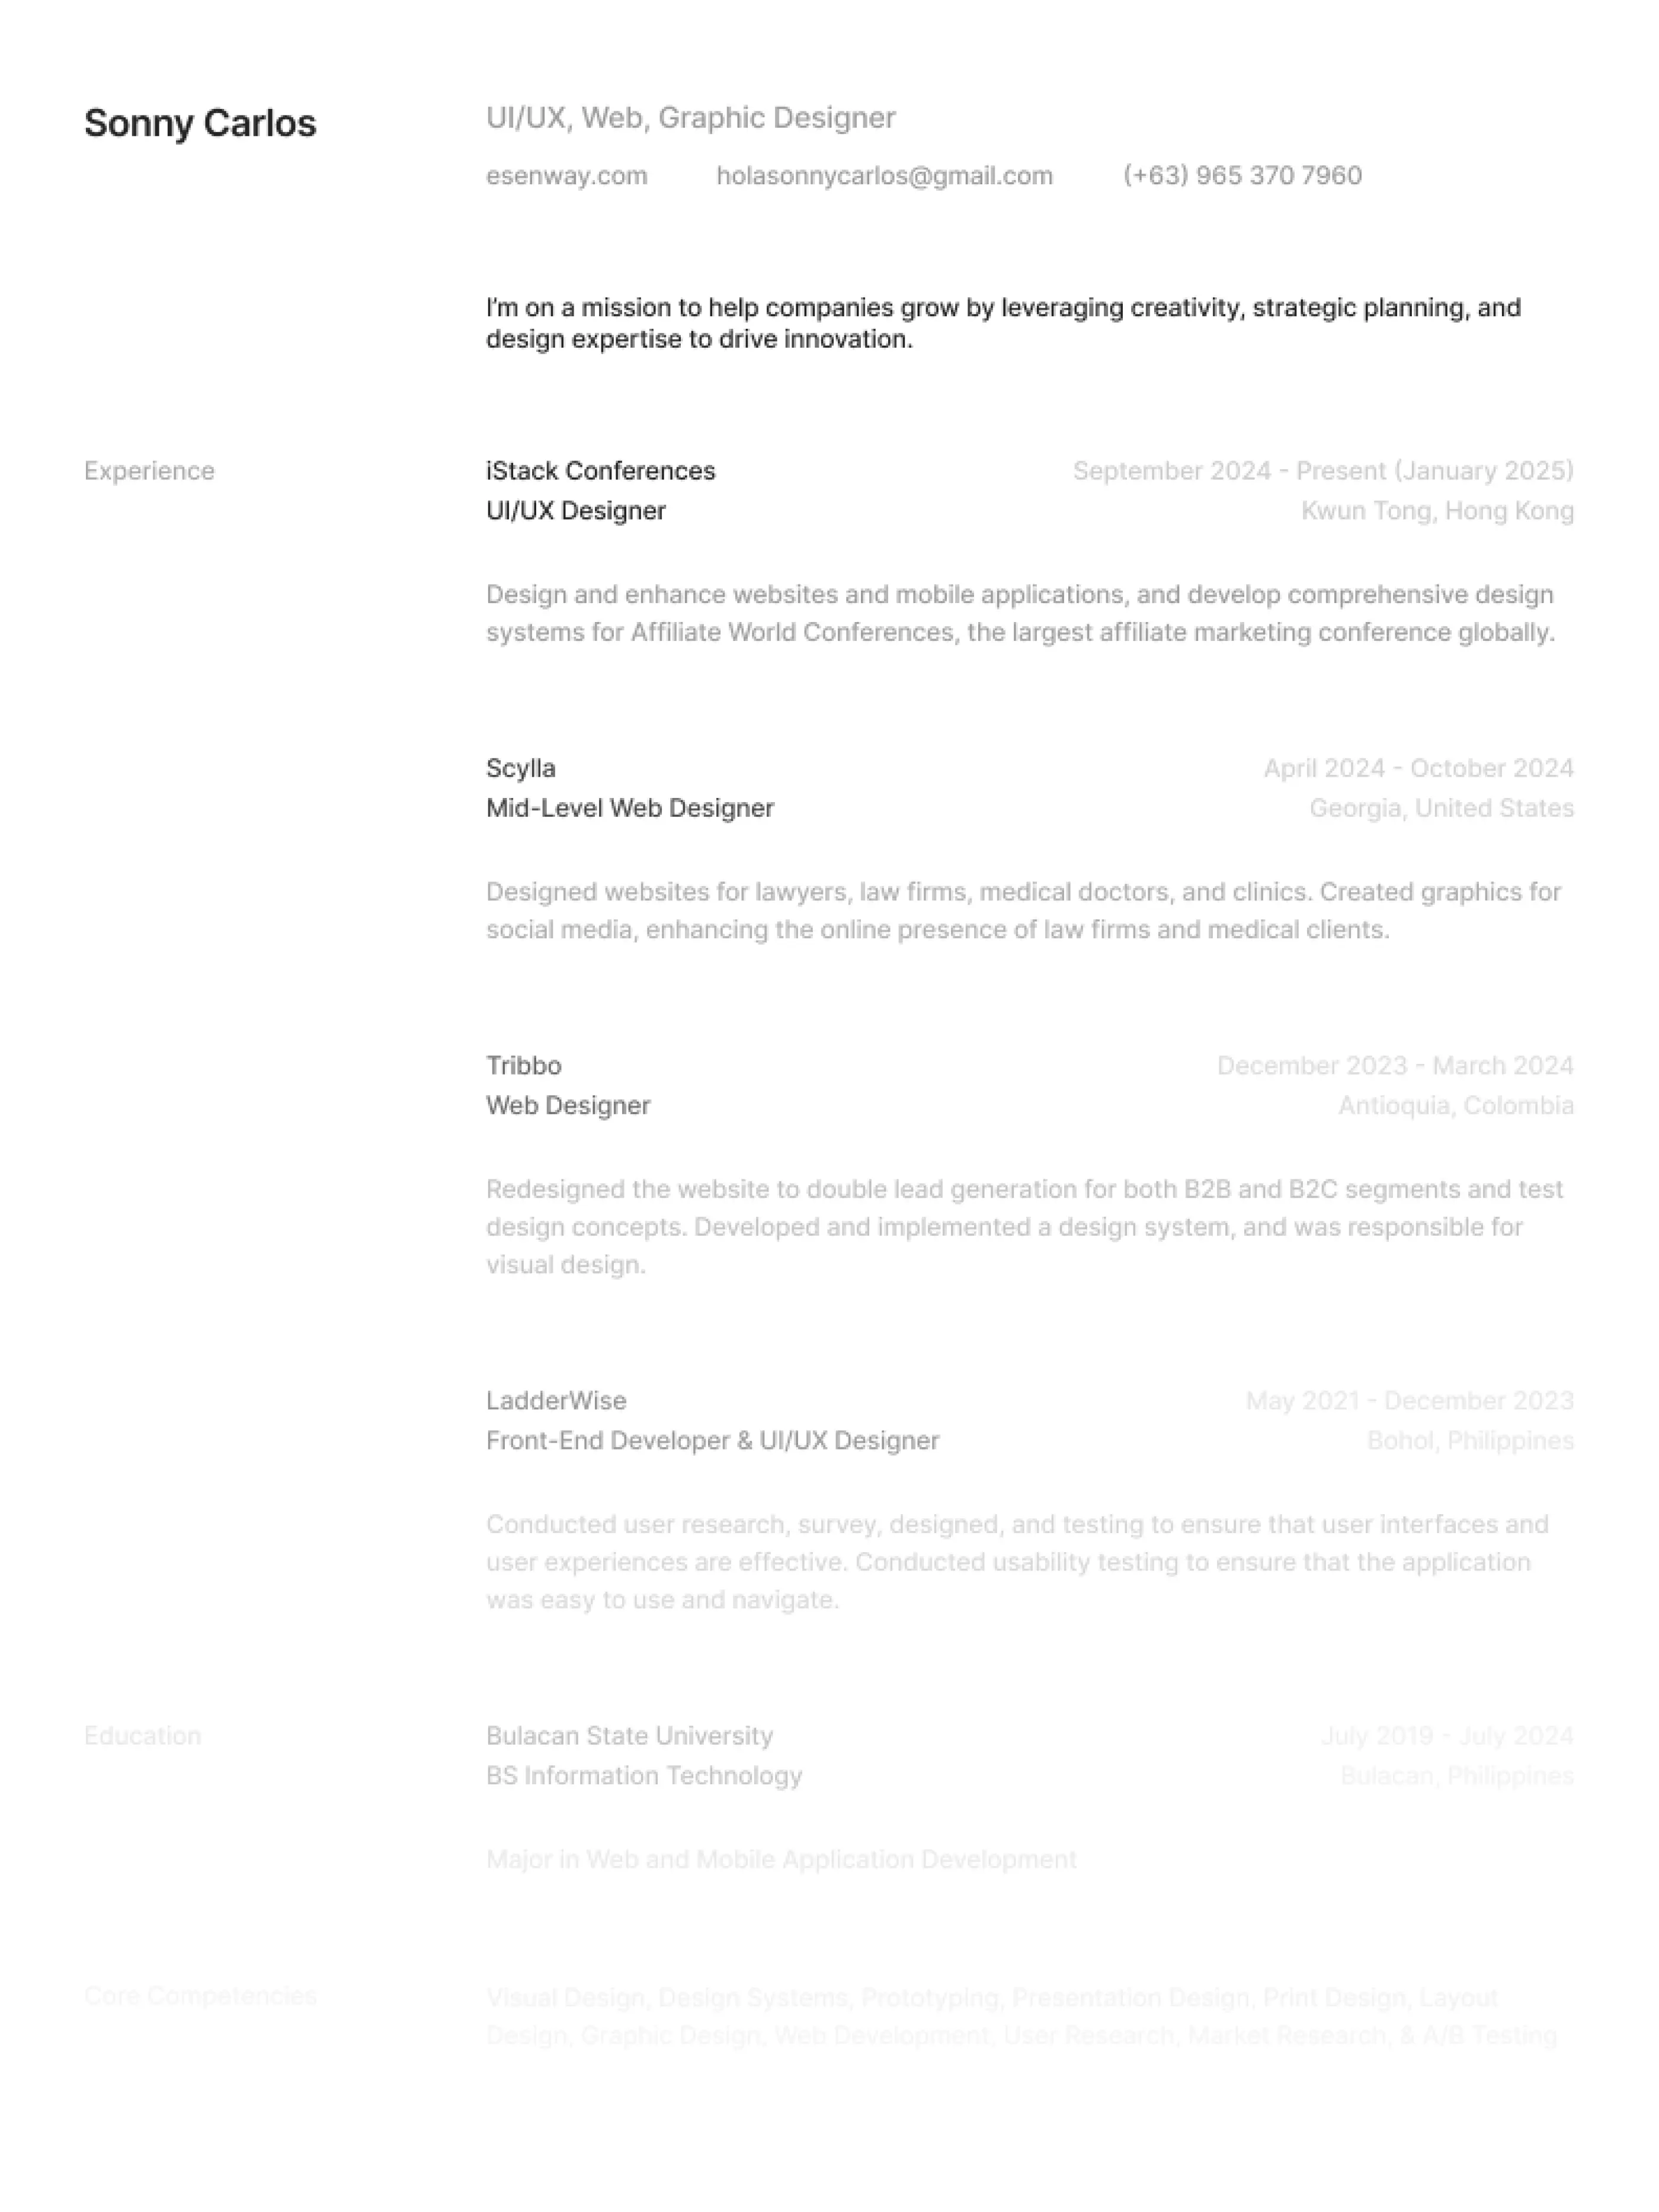 Sonny Carlos
UI/UX, Web, Graphic Designer
esenway.com holasonnycarlos@gmail.com (+63) 965 370 7960
I'm on a mission to help companies grow by leveraging creativity, strategic planning, and
design expertise to drive innovation.
Experience
iStack Conferences September 2024 - Present (January 2025)
UI/UX Designer Kwun Tong, Hong Kong
Design and enhance websites and mobile applications, and develop comprehensive design
systems for Affiliate World Conferences, the largest affiliate marketing conference globally.
Scylla April 2024 - October 2024
Mid-Level Web Designer Georgia, United States
Designed websites for lawyers, law firms, medical doctors, and clinics. Created graphics for
social media, enhancing the online presence of law firms and medical clients.
Tribbo December 2023 - March 2024
Web Designer Antioquia, Colombia
Redesigned the website to double lead generation for both B2B and B2C segments and test
design concepts. Developed and implemented a design system, and was responsible for
visual design.
LadderWise May 2021 - December 2023
Front-End Developer & UI/UX Designer Bohol, Philippines
Conducted user research, survey, designed, and testing to ensure that user interfaces and
user experiences are effective. Conducted usability testing to ensure that the application
was easy to use and navigate.
Education
Bulacan State University July 2019 - July 2024
BS Information Technology Bulacan, Philippines
Major in Web and Mobile Application Development
Core Competencies
Visual Design, Design Systems, Prototyping, Presentation Design, Print Design, Layout
Design, Graphic Design, Web Development, User Research, Market Research, & A/B Testing